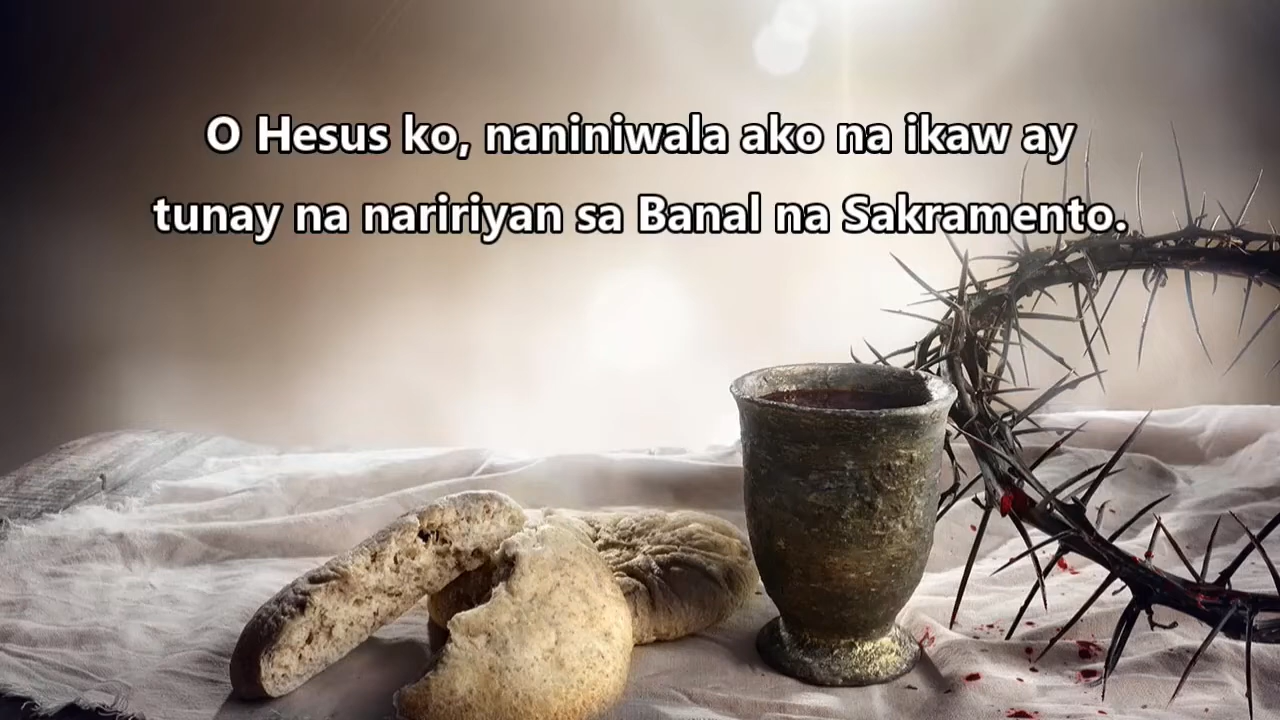 O Hesus ko, naniniwala ako na ikaw ay
tunay na naririyan sa Banal na Sakramento.